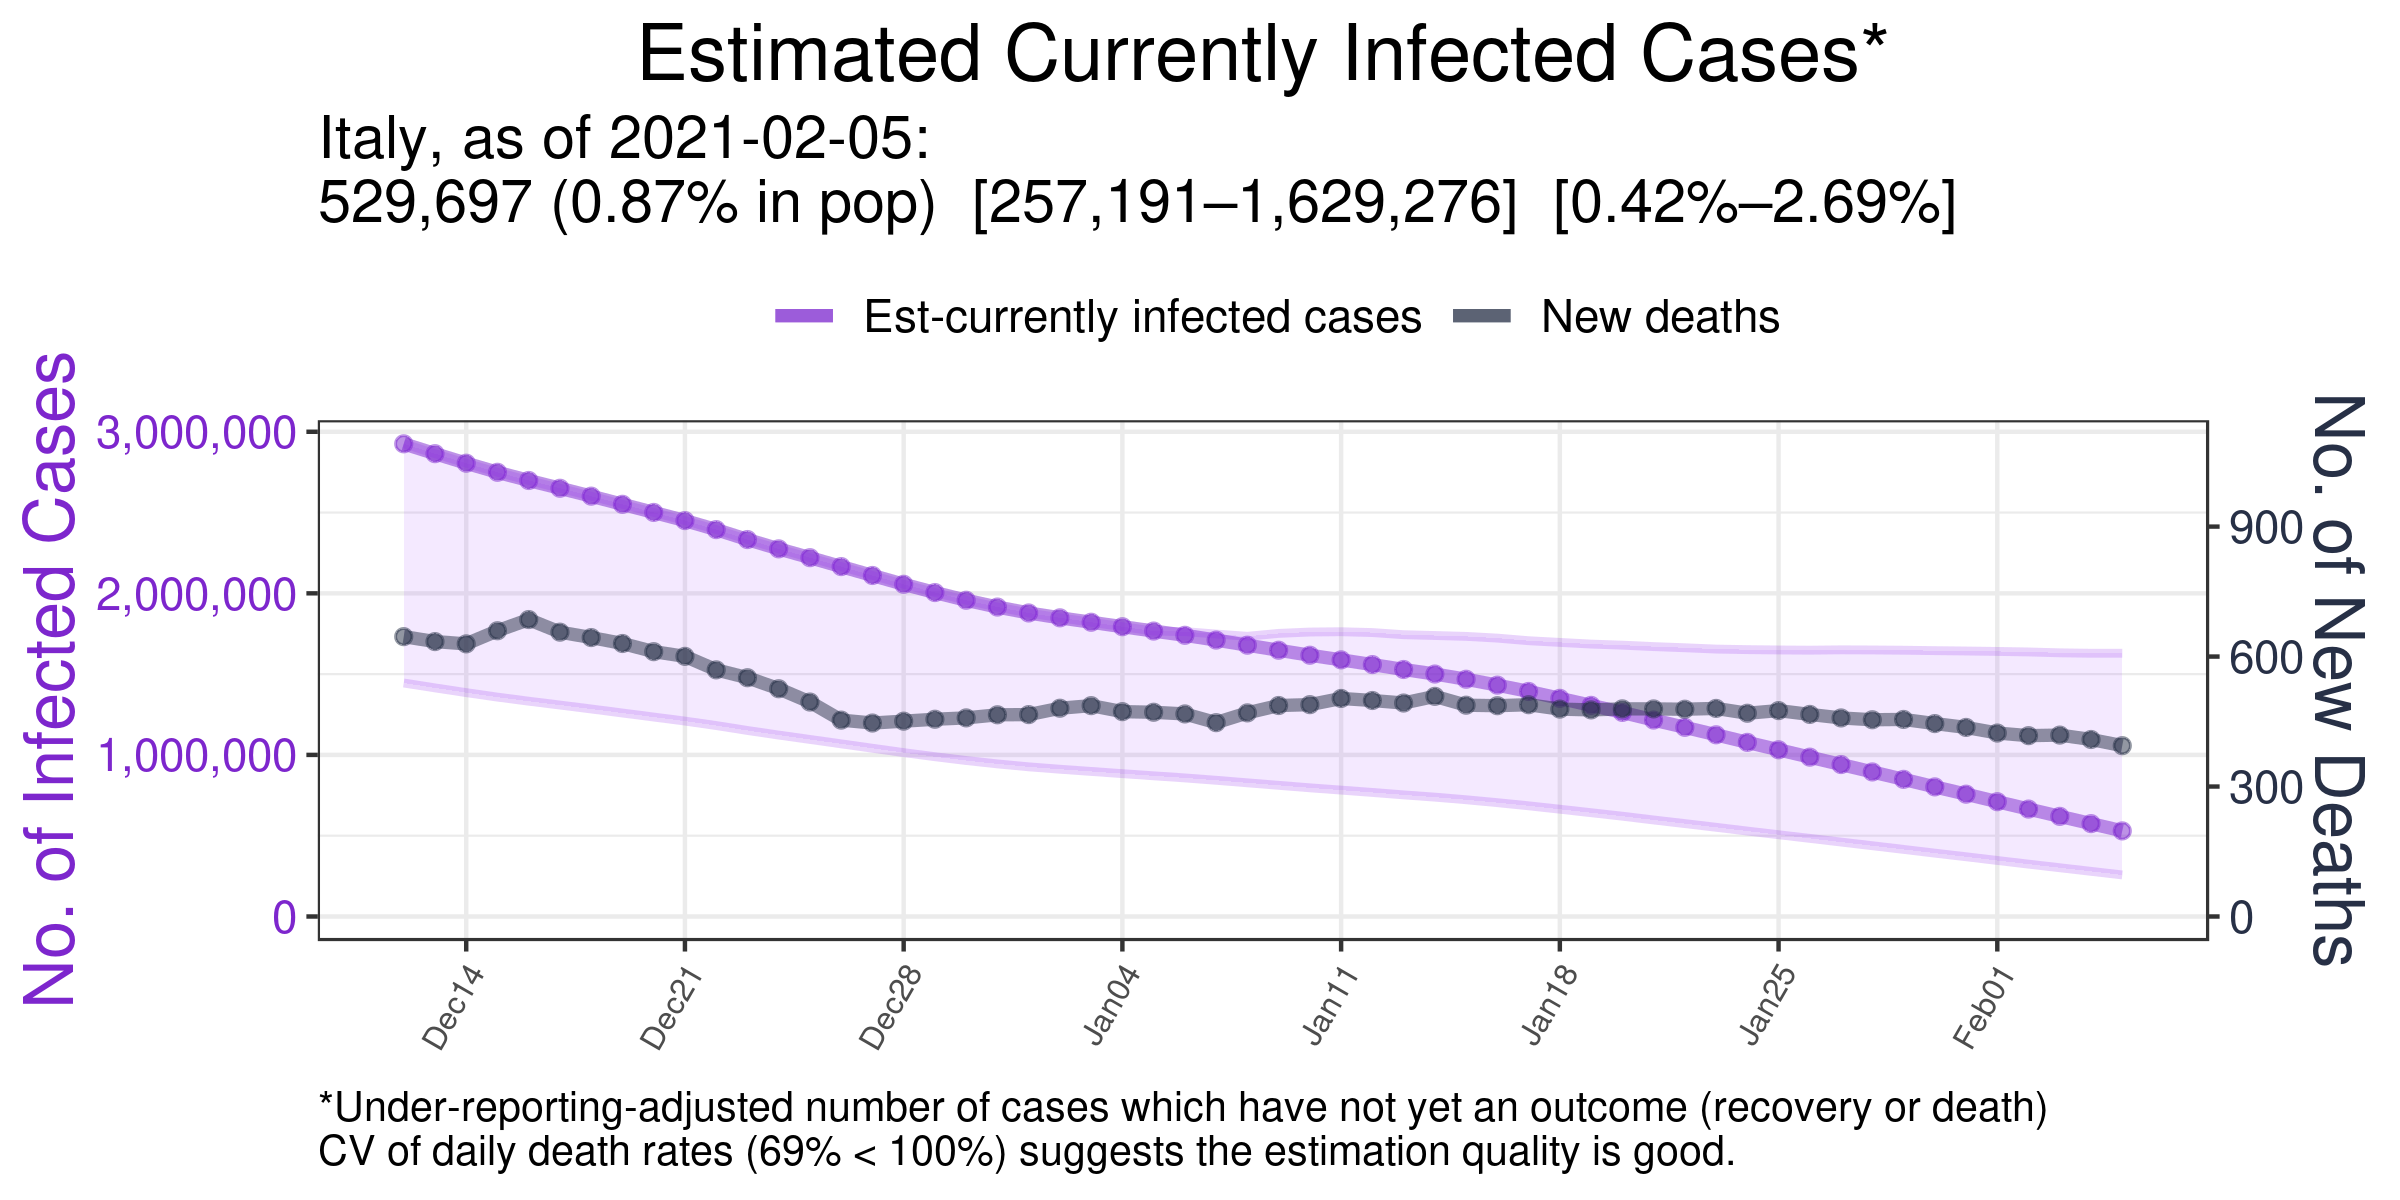 Estimated Currently Infected Cases*
Italy, as of 2021-02-05:
529,697 (0.87% in pop)  [257,191–1,629,276]  [0.42%–2.69%]
Est-currently infected cases
New deaths
No. of Infected Cases
3,000,000
2,000,000
1,000,000
0
No. of New Deaths
900
600
300
0
Dec14
Dec21
Dec28
Jan04
Jan11
Jan18
Jan25
Feb01
*Under-reporting-adjusted number of cases which have not yet an outcome (recovery or death)
CV of daily death rates (69% < 100%) suggests the estimation quality is good.